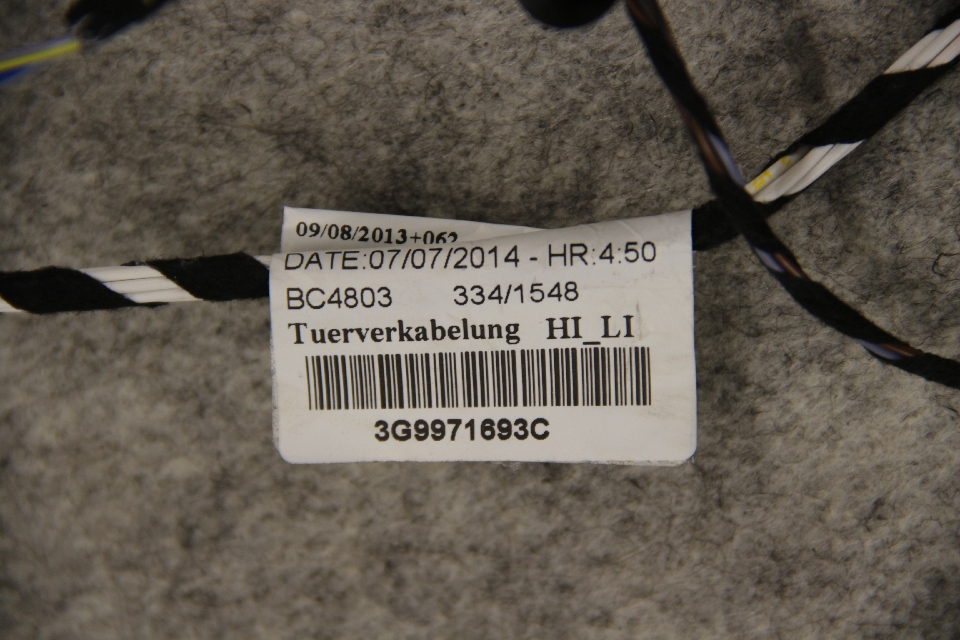 09/08/2013+062
DATE:07/07/2014 - HR:4:50
BC4803 334/1548
Tuerverkabelung HI_LI
3G9971693C